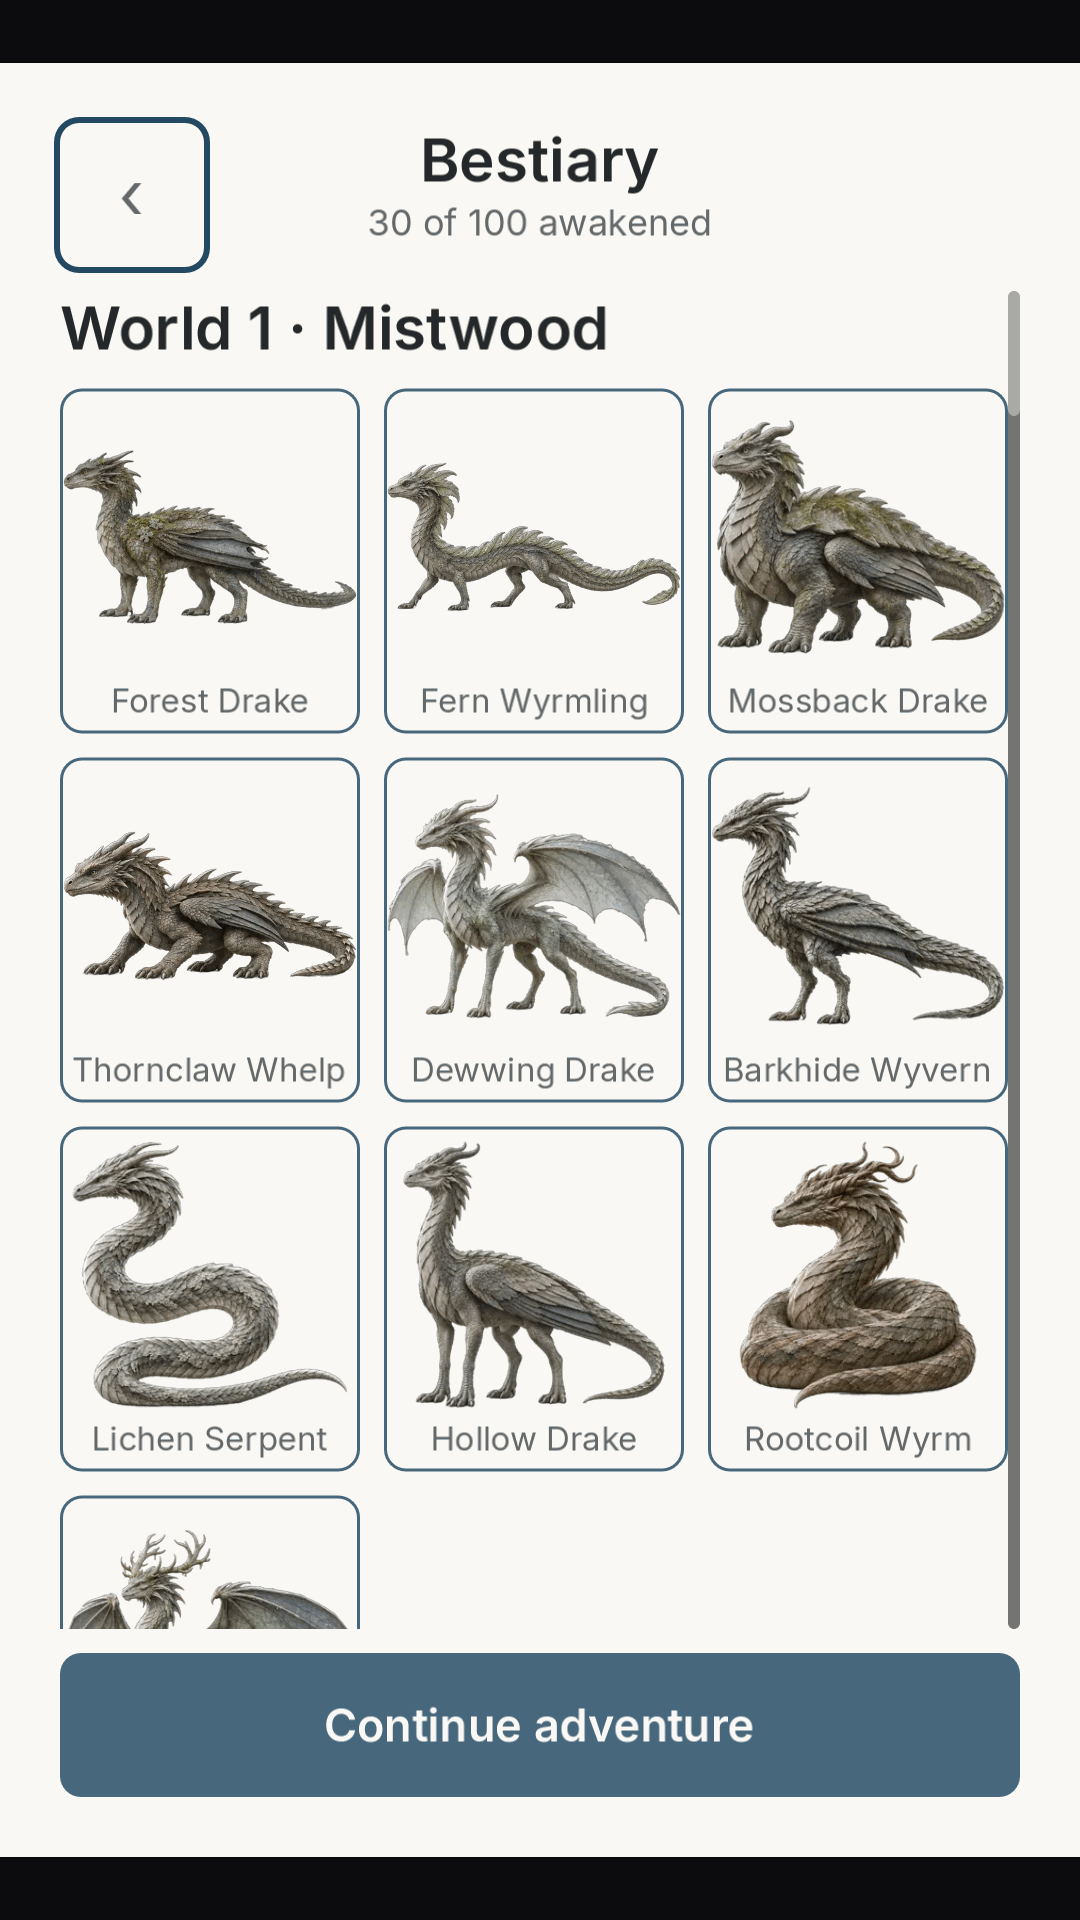 Bestiary
30 of 100 awakened
World 1 · Mistwood
Forest Drake
Fern Wyrmling
Mossback Drake
Thornclaw Whelp
Dewwing Drake
Barkhide Wyvern
Lichen Serpent
Hollow Drake
Rootcoil Wyrm
Continue adventure